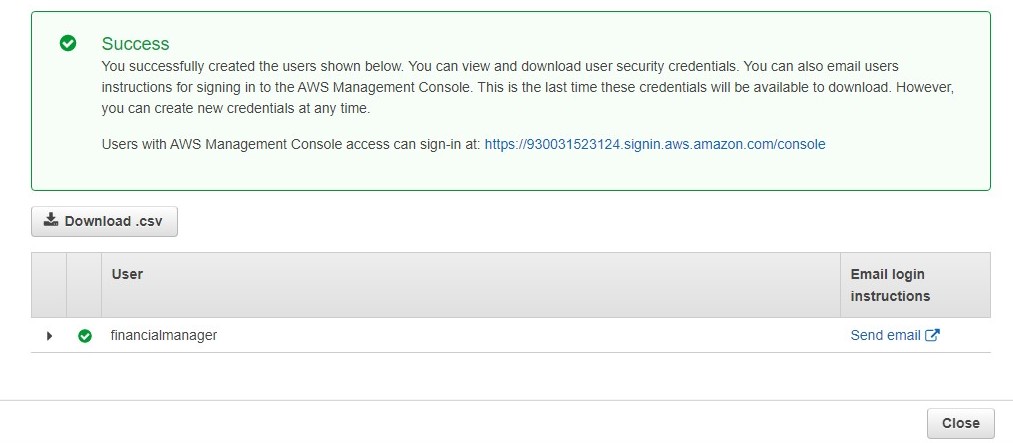 Success
You successfully created the users shown below. You can view and download user security credentials. You can also email users
instructions for signing in to the AWS Management Console. This is the last time these credentials will be available to download. However,
you can create new credentials at any time.
Users with AWS Management Console access can sign-in at: https://930031523124.signin.aws.amazon.com/console
Download .csv
User
Email login
instructions
financialmanager
Send email
Close